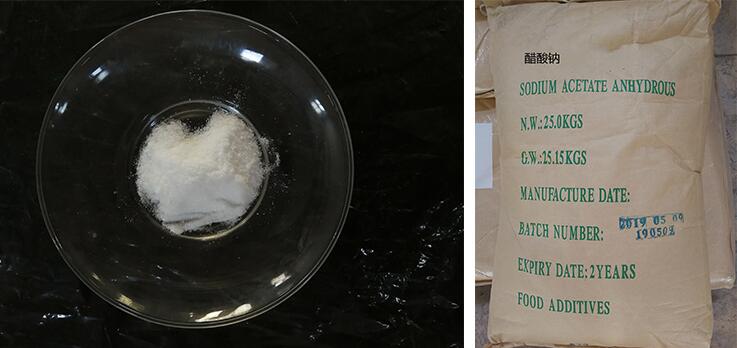 醋酸钠
SODIUM ACETATE ANHYDROUS
N.W.:25.0KGS
G.W.:25.15KGS
MANUFACTURE DATE:
2019 05 09
BATCH NUMBER: 190509
EXPIRY DATE:2YEARS
FOOD ADDITIVES